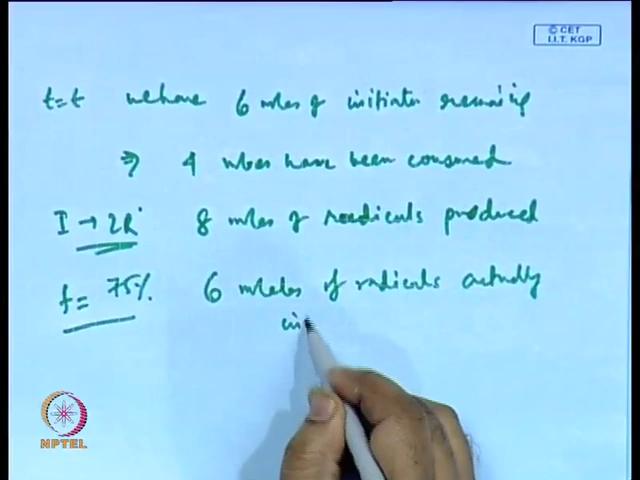 © CET
I.I.T. KGP
t=t we have 6 moles of initiator remaining
⇒ 4 moles have been consumed
I → 2R˙ 8 moles of radicals produced
f = 75% 6 moles of radicals actually
in
NPTEL